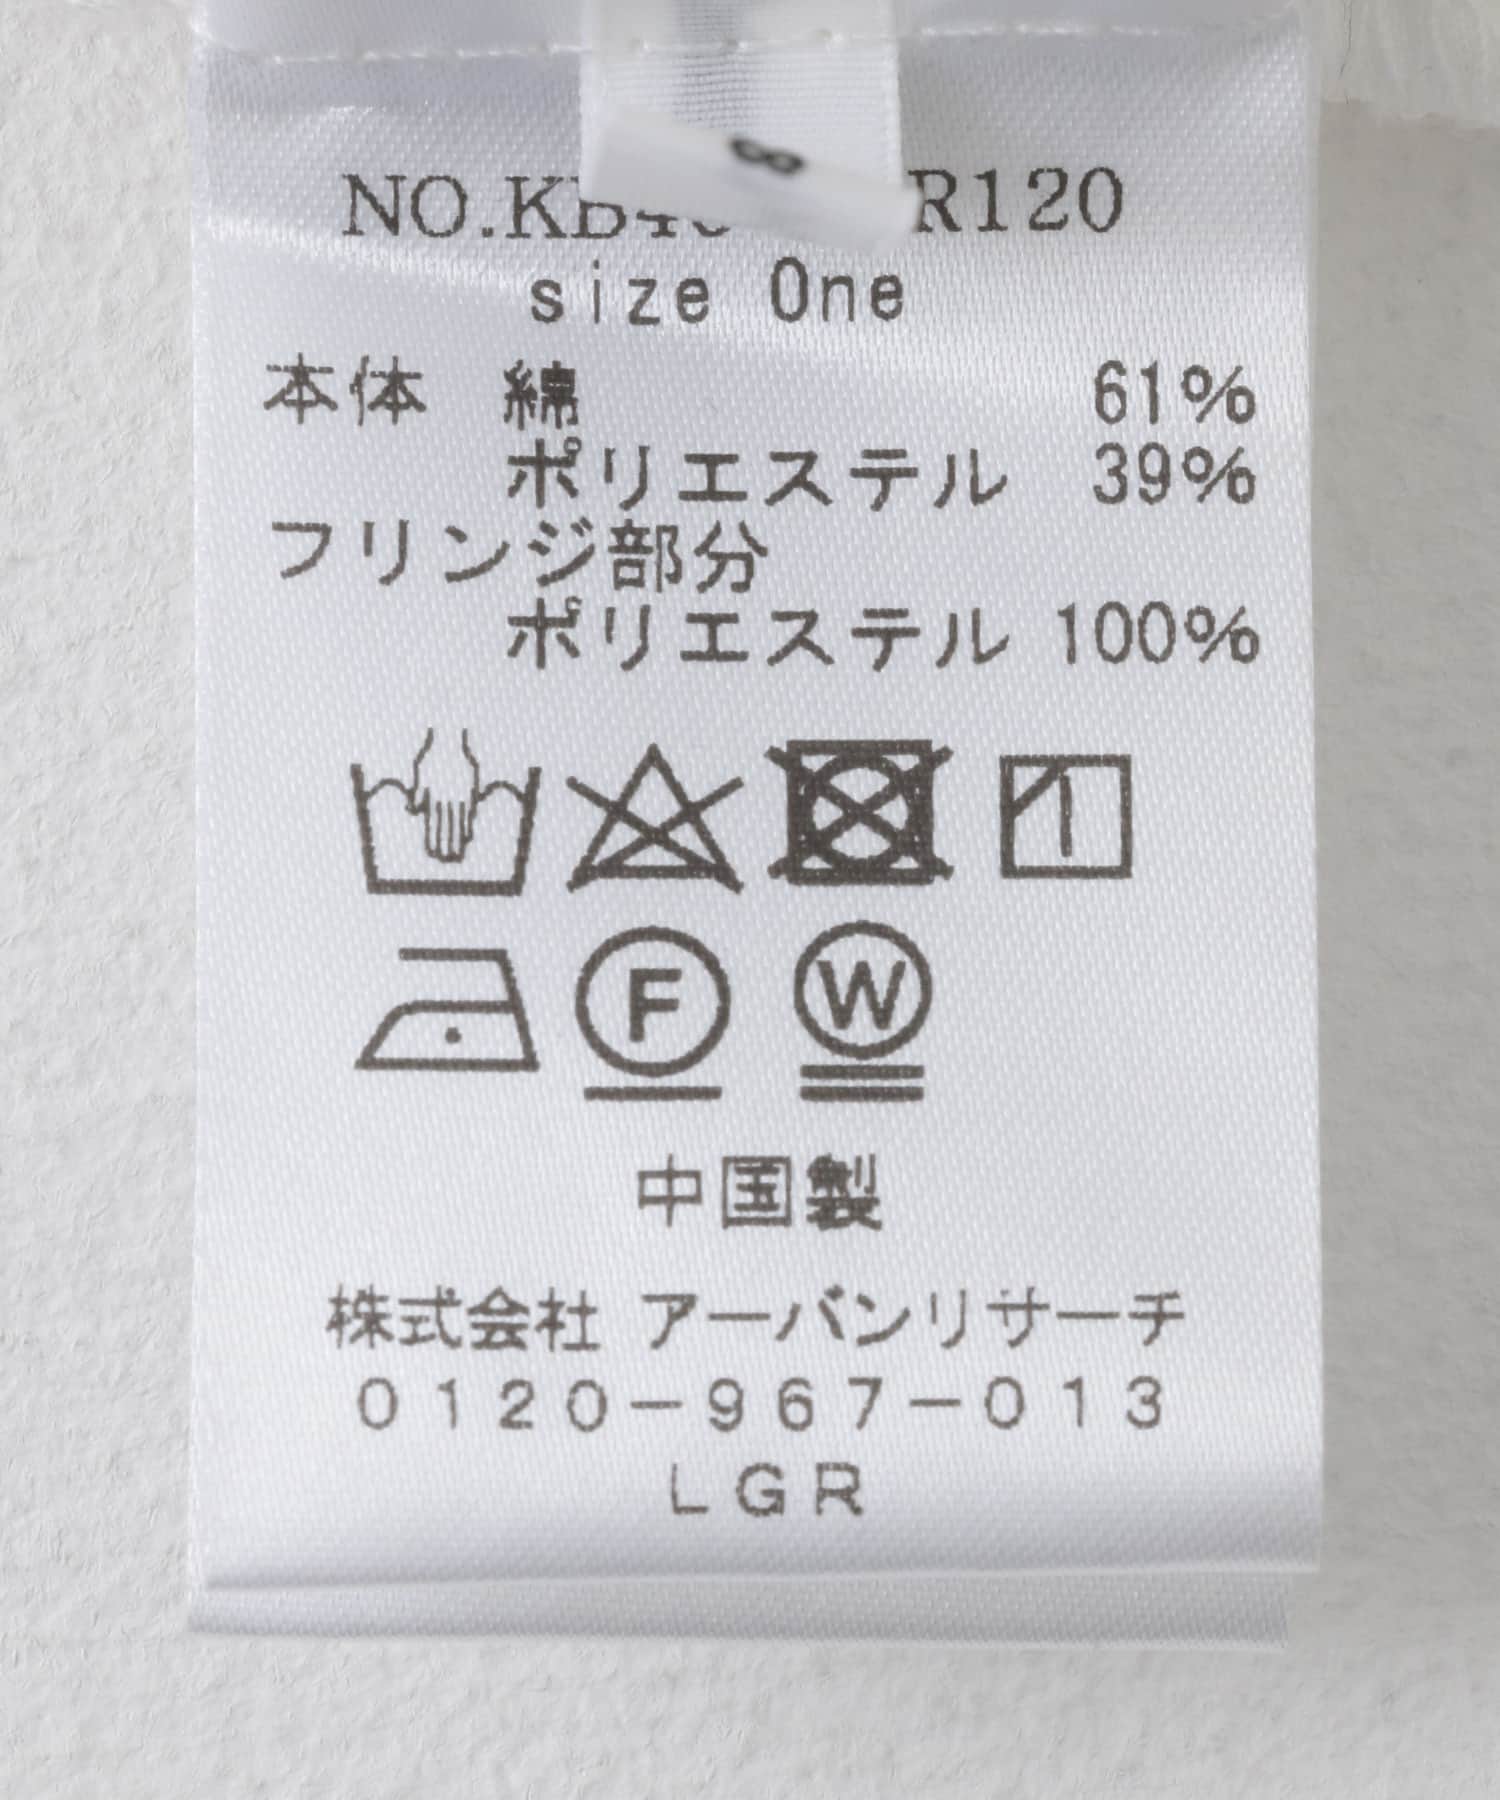 NO.KB46 R120
size One
本体 綿 61%
ポリエステル 39%
フリンジ部分
ポリエステル 100%
F W
中国製
株式会社 アーバンリサーチ
0120-967-013
LGR